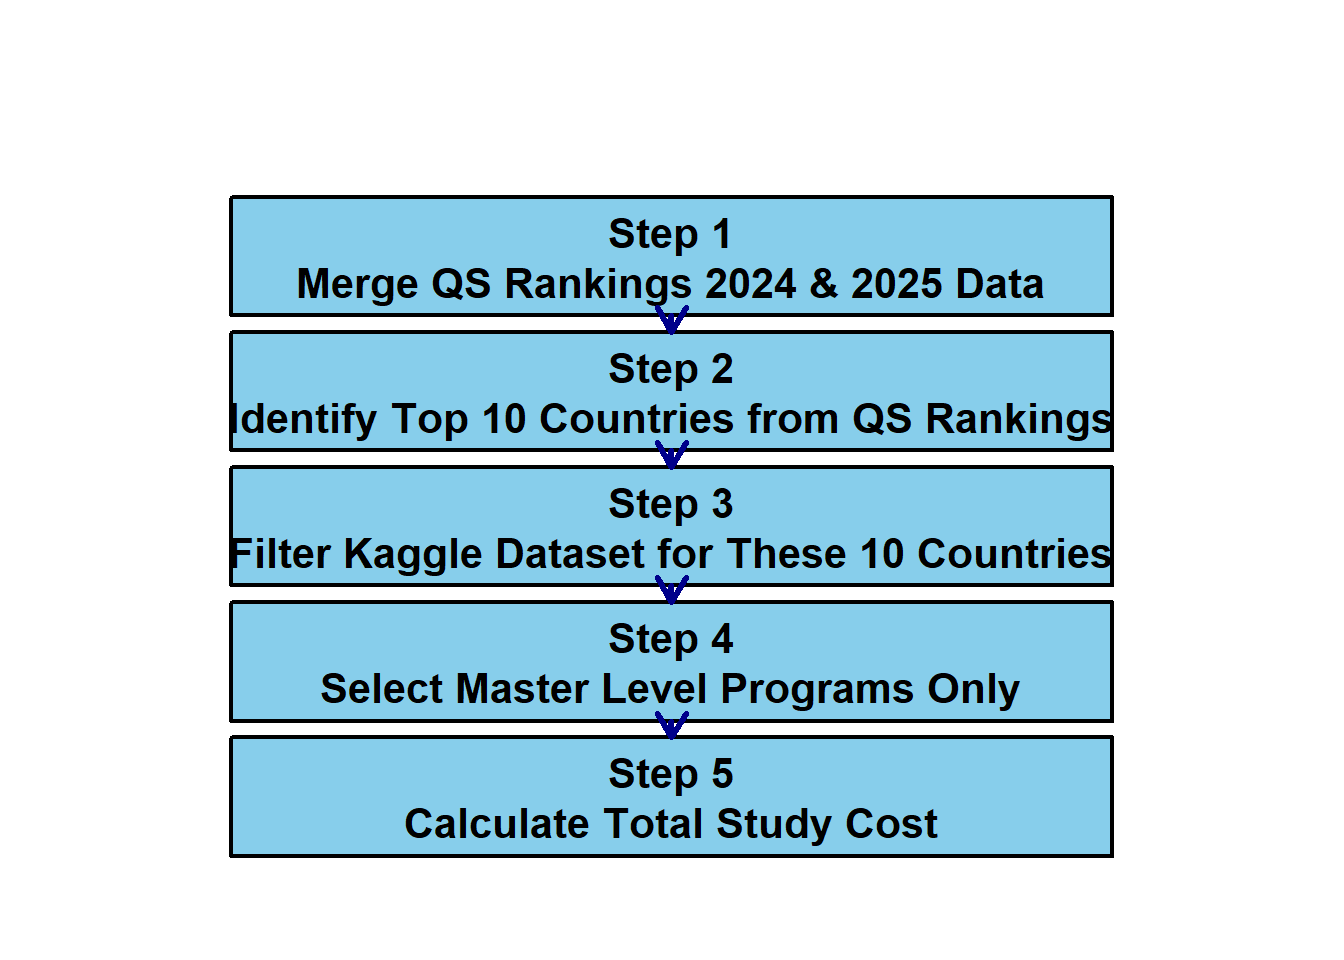 Step 1
Merge QS Rankings 2024 & 2025 Data
Step 2
Identify Top 10 Countries from QS Rankings
Step 3
Filter Kaggle Dataset for These 10 Countries
Step 4
Select Master Level Programs Only
Step 5
Calculate Total Study Cost